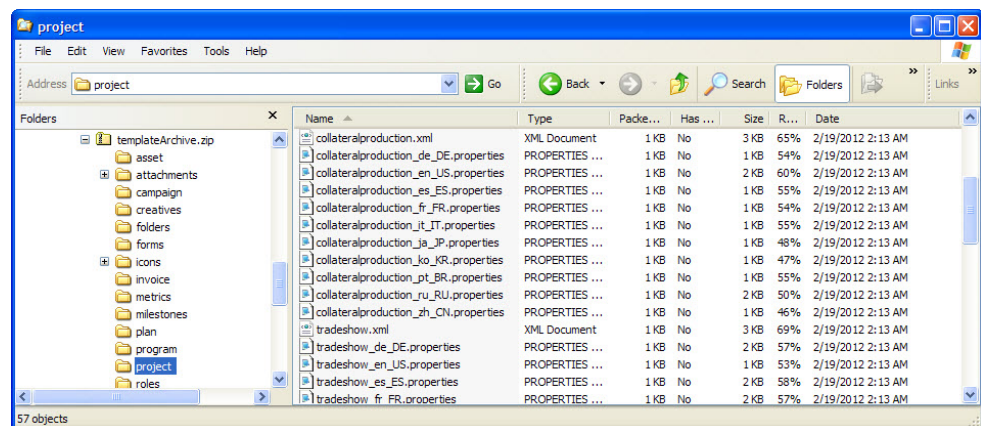 project
File Edit View Favorites Tools Help
Address project Go Back Search Folders » Links »
Folders × Name Type Packe... Has ... Size R... Date
templateArchive.zip
asset
attachments
campaign
creatives
folders
forms
icons
invoice
metrics
milestones
plan
program
project
roles
collateralproduction.xml XML Document 1 KB No 3 KB 65% 2/19/2012 2:13 AM
collateralproduction_de_DE.properties PROPERTIES ... 1 KB No 1 KB 54% 2/19/2012 2:13 AM
collateralproduction_en_US.properties PROPERTIES ... 1 KB No 2 KB 60% 2/19/2012 2:13 AM
collateralproduction_es_ES.properties PROPERTIES ... 1 KB No 1 KB 55% 2/19/2012 2:13 AM
collateralproduction_fr_FR.properties PROPERTIES ... 1 KB No 1 KB 54% 2/19/2012 2:13 AM
collateralproduction_it_IT.properties PROPERTIES ... 1 KB No 1 KB 55% 2/19/2012 2:13 AM
collateralproduction_ja_JP.properties PROPERTIES ... 1 KB No 1 KB 48% 2/19/2012 2:13 AM
collateralproduction_ko_KR.properties PROPERTIES ... 1 KB No 1 KB 47% 2/19/2012 2:13 AM
collateralproduction_pt_BR.properties PROPERTIES ... 1 KB No 1 KB 55% 2/19/2012 2:13 AM
collateralproduction_ru_RU.properties PROPERTIES ... 1 KB No 2 KB 50% 2/19/2012 2:13 AM
collateralproduction_zh_CN.properties PROPERTIES ... 1 KB No 1 KB 46% 2/19/2012 2:13 AM
tradeshow.xml XML Document 1 KB No 3 KB 69% 2/19/2012 2:13 AM
tradeshow_de_DE.properties PROPERTIES ... 1 KB No 2 KB 57% 2/19/2012 2:13 AM
tradeshow_en_US.properties PROPERTIES ... 1 KB No 1 KB 53% 2/19/2012 2:13 AM
tradeshow_es_ES.properties PROPERTIES ... 1 KB No 2 KB 58% 2/19/2012 2:13 AM
tradeshow_fr_FR.properties PROPERTIES ... 1 KB No 2 KB 57% 2/19/2012 2:13 AM
57 objects